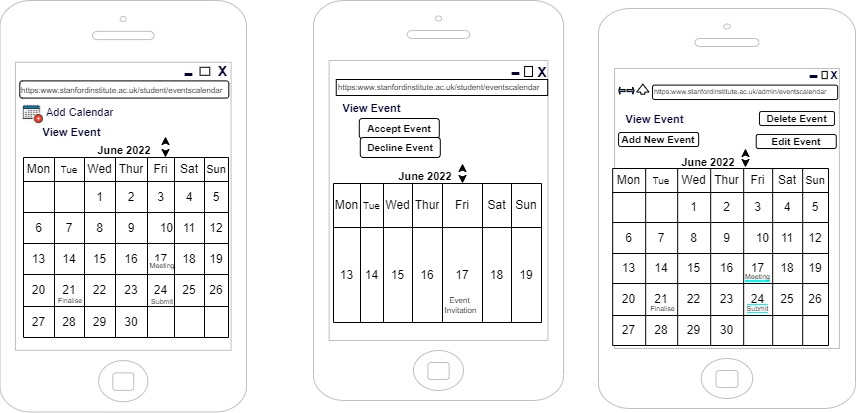 X
https:www.stanfordinstitute.ac.uk/student/eventscalendar
Add Calendar
View Event
June 2022
Mon Tue Wed Thur Fri Sat Sun
1 2 3 4 5
6 7 8 9 10 11 12
13 14 15 16 17 18 19
Meeting
20 21 22 23 24 25 26
Finalise Submit
27 28 29 30
X
https:www.stanfordinstitute.ac.uk/student/eventscalendar
View Event
Accept Event
Decline Event
June 2022
Mon Tue Wed Thur Fri Sat Sun
13 14 15 16 17 18 19
Event
Invitation
X
https:www.stanfordinstitute.ac.uk/admin/eventscalendar
View Event Delete Event
Add New Event Edit Event
June 2022
Mon Tue Wed Thur Fri Sat Sun
1 2 3 4 5
6 7 8 9 10 11 12
13 14 15 16 17 18 19
Meeting
20 21 22 23 24 25 26
Finalise Submit
27 28 29 30